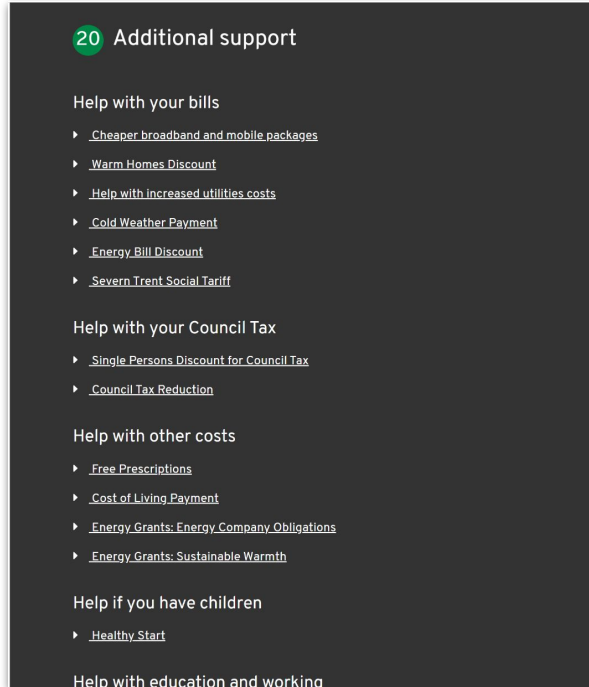 20 Additional support
Help with your bills
Cheaper broadband and mobile packages
Warm Homes Discount
Help with increased utilities costs
Cold Weather Payment
Energy Bill Discount
Severn Trent Social Tariff
Help with your Council Tax
Single Persons Discount for Council Tax
Council Tax Reduction
Help with other costs
Free Prescriptions
Cost of Living Payment
Energy Grants: Energy Company Obligations
Energy Grants: Sustainable Warmth
Help if you have children
Healthy Start
Help with education and working